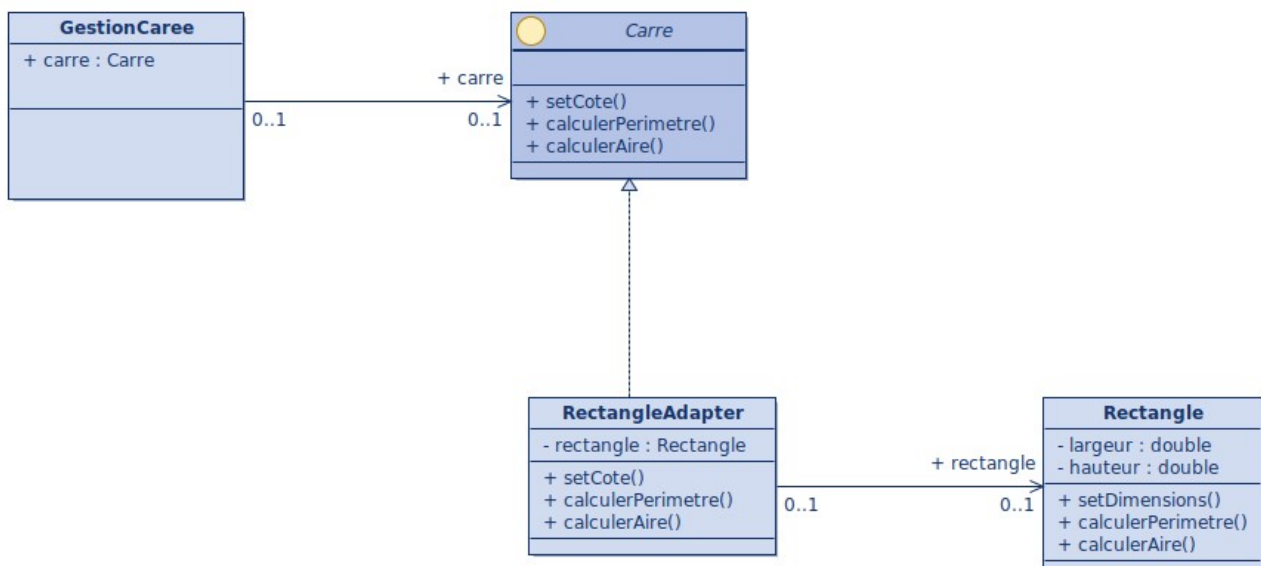 GestionCaree
+ carre : Carre
0..1
+ carre
0..1
Carre
+ setCote()
+ calculerPerimetre()
+ calculerAire()
RectangleAdapter
- rectangle : Rectangle
+ setCote()
+ calculerPerimetre()
+ calculerAire()
0..1
+ rectangle
0..1
Rectangle
- largeur : double
- hauteur : double
+ setDimensions()
+ calculerPerimetre()
+ calculerAire()